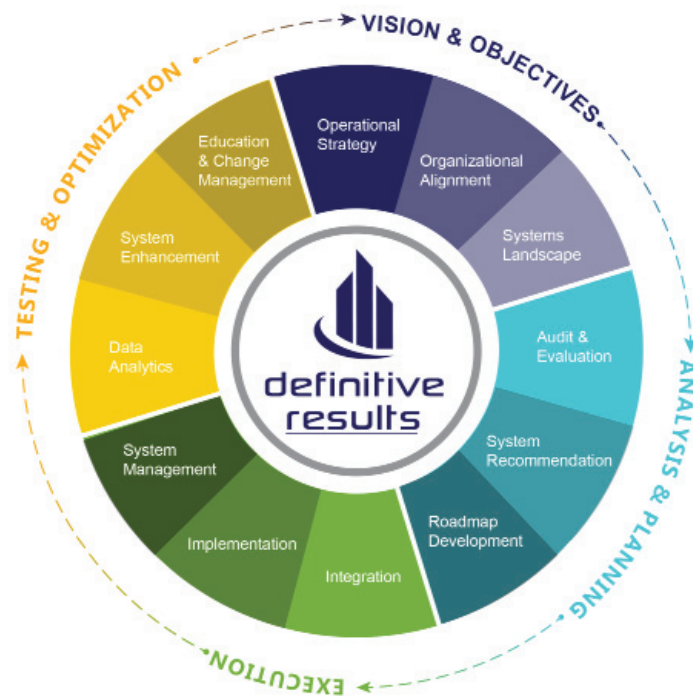 VISION & OBJECTIVES
Operational
Strategy
Organizational
Alignment
Systems
Landscape
ANALYSIS & PLANNING
Audit &
Evaluation
System
Recommendation
Roadmap
Development
EXECUTION
Integration
Implementation
System
Management
TESTING & OPTIMIZATION
Data
Analytics
System
Enhancement
Education
& Change
Management
definitive
results